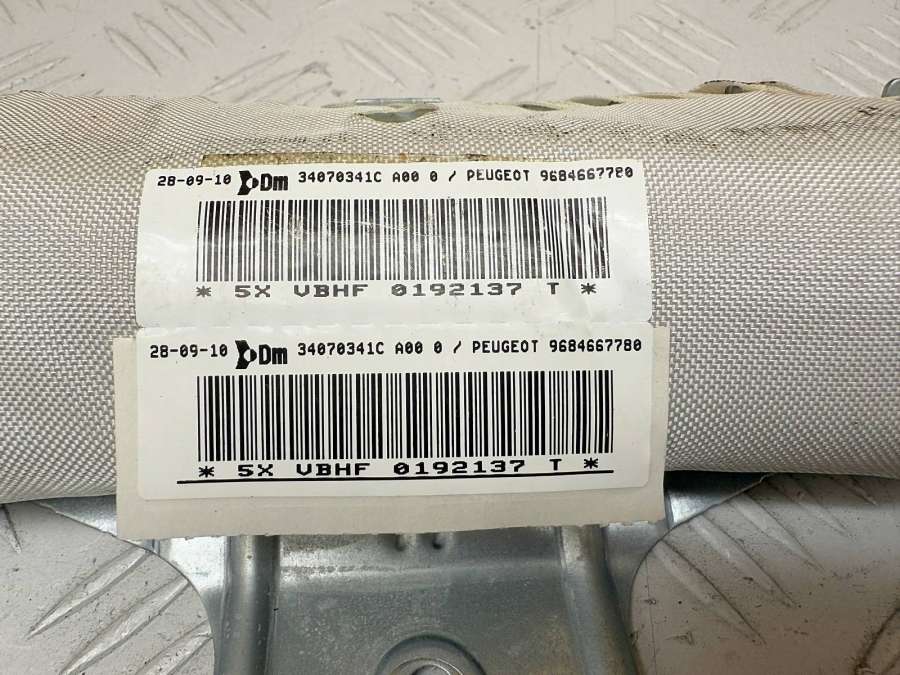 28-09-10 Dm 34070341C A00 0 / PEUGEOT 9684667780
* 5X VBHF 0192137 T *
28-09-10 Dm 34070341C A00 0 / PEUGEOT 9684667780
* 5X VBHF 0192137 T *